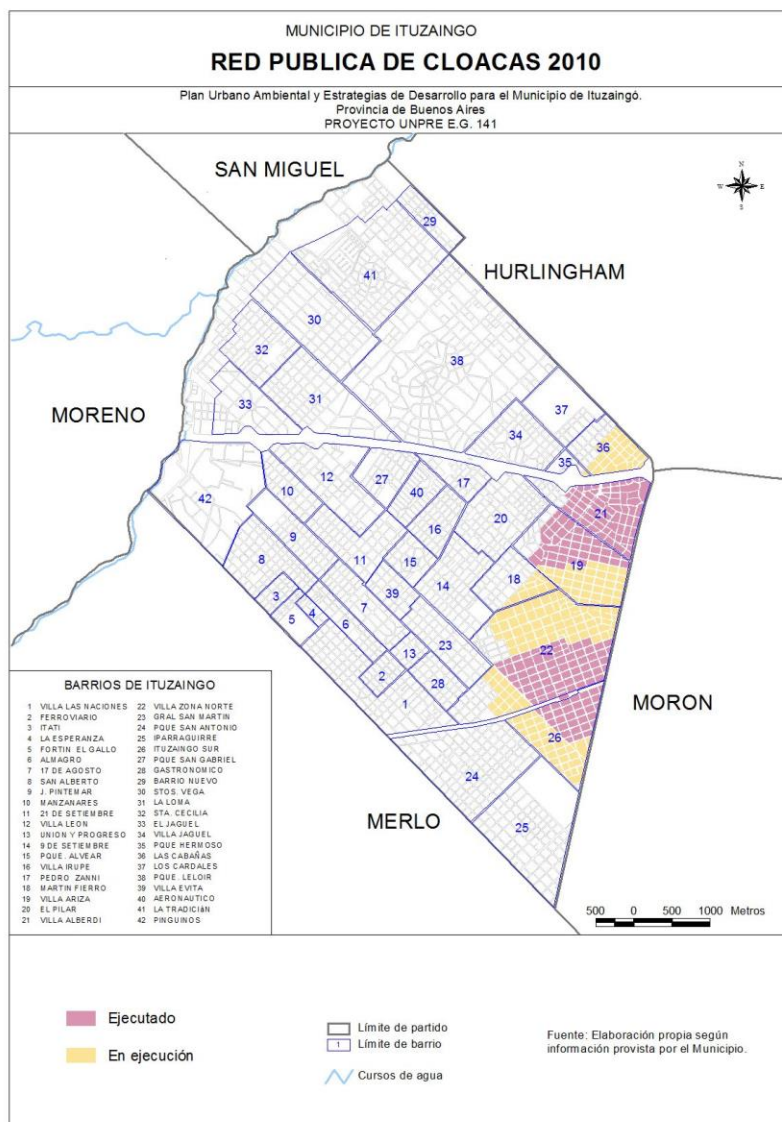 MUNICIPIO DE ITUZAINGO
RED PUBLICA DE CLOACAS 2010
Plan Urbano Ambiental y Estrategias de Desarrollo para el Municipio de Ituzaingó.
Provincia de Buenos Aires
PROYECTO UNPRE E.G. 141
SAN MIGUEL
N
W E
S
29
HURLINGHAM
41
30
38
32
MORENO
33
31
37
34
36
35
42
10
12
27
40
17
16
20
21
9
8
11
15
14
18
19
3
4
5
7
39
6
13
23
22
2
28
1
MORON
26
24
MERLO
25
BARRIOS DE ITUZAINGO
1 VILLA LAS NACIONES 22 VILLA ZONA NORTE
2 FERROVIARIO 23 GRAL SAN MARTIN
3 ITATI 24 PQUE SAN ANTONIO
4 LA ESPERANZA 25 IPARRAGUIRRE
5 FORTIN EL GALLO 26 ITUZAINGO SUR
6 ALMAGRO 27 PQUE SAN GABRIEL
7 17 DE AGOSTO 28 GASTRONOMICO
8 SAN ALBERTO 29 BARRIO NUEVO
9 J. PINTEMAR 30 STOS. VEGA
10 MANZANARES 31 LA LOMA
11 21 DE SETIEMBRE 32 STA. CECILIA
12 VILLA LEON 33 EL JAGUEL
13 UNION Y PROGRESO 34 VILLA JAGUEL
14 9 DE SETIEMBRE 35 PQUE HERMOSO
15 PQUE. ALVEAR 36 LAS CABAÑAS
16 VILLA IRUPE 37 LOS CARDALES
17 PEDRO ZANNI 38 PQUE. LELOIR
18 MARTIN FIERRO 39 VILLA EVITA
19 VILLA ARIZA 40 AERONAUTICO
20 EL PILAR 41 LA TRADICIóN
21 VILLA ALBERDI 42 PINGUINOS
500 0 500 1000 Metros
Ejecutado
En ejecución
Límite de partido
1 Límite de barrio
Cursos de agua
Fuente: Elaboración propia según
información provista por el Municipio.